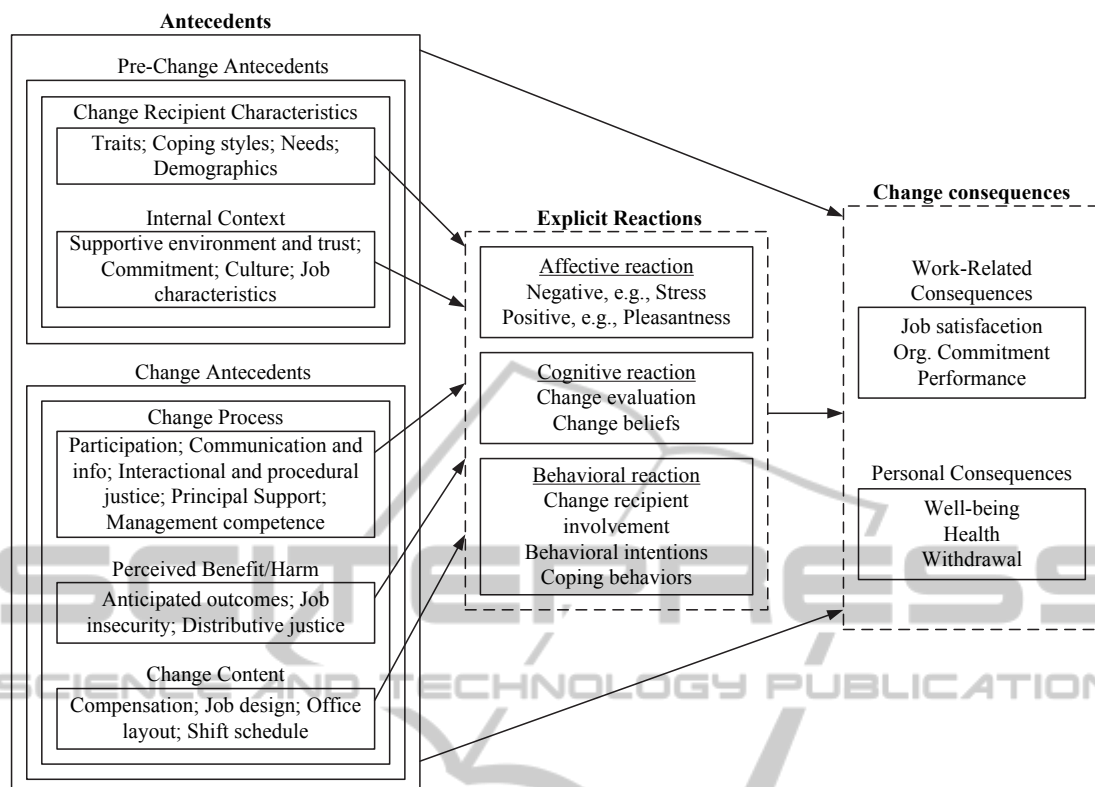 Antecedents
Pre-Change Antecedents
Change Recipient Characteristics
Traits; Coping styles; Needs;
Demographics
Internal Context
Supportive environment and trust;
Commitment; Culture; Job
characteristics
Change Antecedents
Change Process
Participation; Communication and
info; Interactional and procedural
justice; Principal Support;
Management competence
Perceived Benefit/Harm
Anticipated outcomes; Job
insecurity; Distributive justice
Change Content
Compensation; Job design; Office
layout; Shift schedule
Explicit Reactions
Affective reaction
Negative, e.g., Stress
Positive, e.g., Pleasantness
Cognitive reaction
Change evaluation
Change beliefs
Behavioral reaction
Change recipient
involvement
Behavioral intentions
Coping behaviors
Change consequences
Work-Related
Consequences
Job satisfacetion
Org. Commitment
Performance
Personal Consequences
Well-being
Health
Withdrawal
SCITEPRESS
SCIENCE AND TECHNOLOGY PUBLICATION